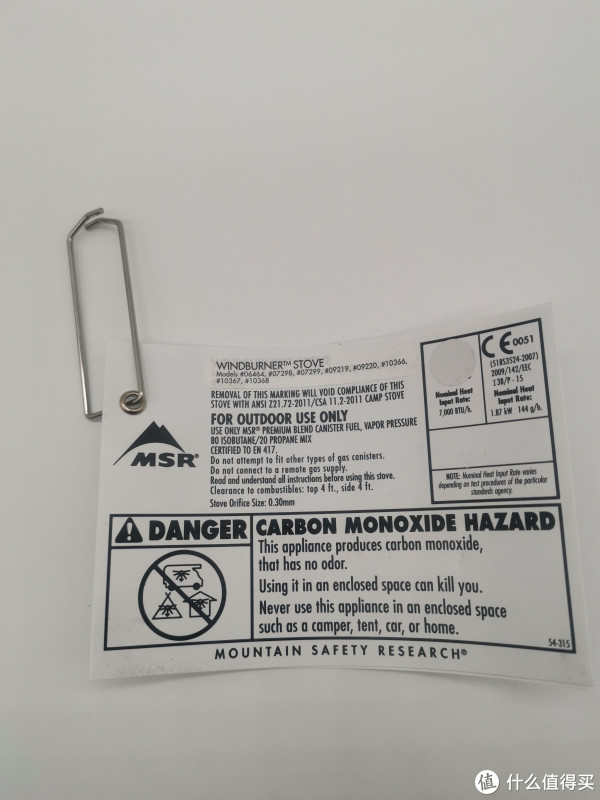 WINDBURNER™ STOVE
Models #06464, #07298, #07299, #09219, #09220, #10366,
#10367, #10368
REMOVAL OF THIS MARKING WILL VOID COMPLIANCE OF THIS
STOVE WITH ANSI Z21.72-2011/CSA 11.2-2011 CAMP STOVE
FOR OUTDOOR USE ONLY
USE ONLY MSR® PREMIUM BLEND CANISTER FUEL, VAPOR PRESSURE
80 ISOBUTANE/20 PROPANE MIX
CERTIFIED TO EN 417.
Do not attempt to fit other types of gas canisters.
Do not connect to a remote gas supply.
Read and understand all instructions before using this stove.
Clearance to combustibles: top 4 ft., side 4 ft.
Stove Orifice Size: 0.30mm
MSR®
Nominal Heat
Input Rate:
7,000 BTU/h.
CE 0051
(51BS3524-2007)
2009/142/EEC
I3B/P - 15
Nominal Heat
Input Rate:
1.87 kW 144 g/h.
NOTE: Nominal Heat Input Rate varies
depending on test procedures of the particular
standards agency.
DANGER
CARBON MONOXIDE HAZARD
This appliance produces carbon monoxide,
that has no odor.
Using it in an enclosed space can kill you.
Never use this appliance in an enclosed space
such as a camper, tent, car, or home.
54-315
MOUNTAIN SAFETY RESEARCH®
值 什么值得买